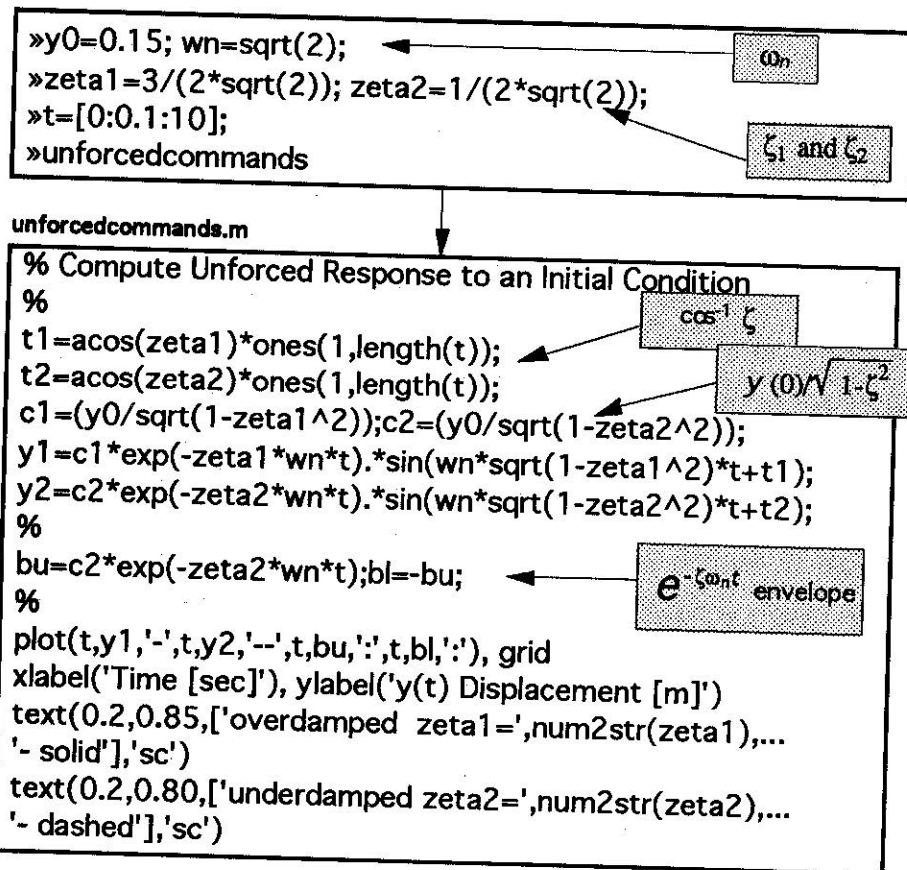 »y0=0.15; wn=sqrt(2);
ωn
»zeta1=3/(2*sqrt(2)); zeta2=1/(2*sqrt(2));
»t=[0:0.1:10];
ζ1 and ζ2
»unforcedcommands
unforcedcommands.m
% Compute Unforced Response to an Initial Condition
%
cos⁻¹ ζ
t1=acos(zeta1)*ones(1,length(t));
t2=acos(zeta2)*ones(1,length(t));
y (0)/√1-ζ²
c1=(y0/sqrt(1-zeta1^2));c2=(y0/sqrt(1-zeta2^2));
y1=c1*exp(-zeta1*wn*t).*sin(wn*sqrt(1-zeta1^2)*t+t1);
y2=c2*exp(-zeta2*wn*t).*sin(wn*sqrt(1-zeta2^2)*t+t2);
%
bu=c2*exp(-zeta2*wn*t);bl=-bu;
e^-ζωnt envelope
%
plot(t,y1,'-',t,y2,'--',t,bu,':',t,bl,':'), grid
xlabel('Time [sec]'), ylabel('y(t) Displacement [m]')
text(0.2,0.85,['overdamped zeta1=',num2str(zeta1),...
'- solid'],'sc')
text(0.2,0.80,['underdamped zeta2=',num2str(zeta2),...
'- dashed'],'sc')